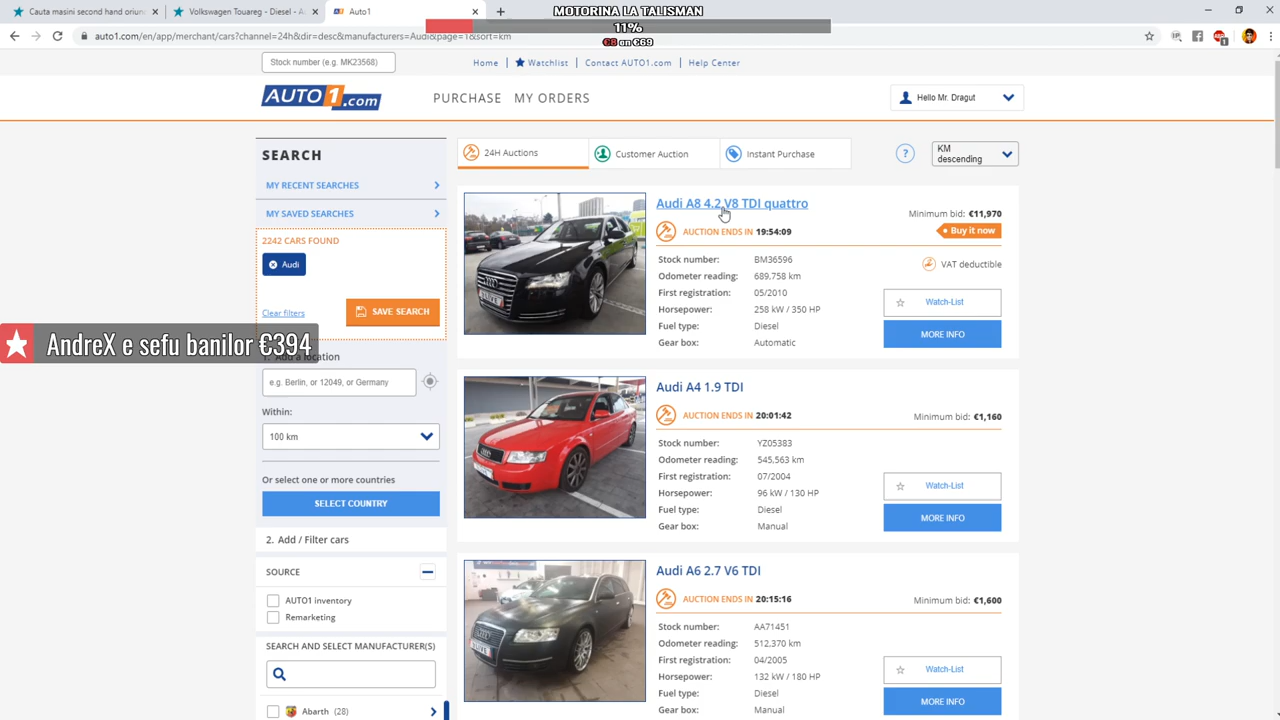 Cauta masini second hand oriun
Volkswagen Touareg - Diesel - Au
Auto1
MOTORINA LA TALISMAN
11%
€8 din €69
auto1.com/en/app/merchant/cars?channel=24h&dir=desc&manufacturers=Audi&page=1&sort=km
Stock number (e.g. MK23568)
Home
Watchlist
Contact AUTO1.com
Help Center
AUTO1.com
PURCHASE
MY ORDERS
Hello Mr. Dragut
SEARCH
MY RECENT SEARCHES
MY SAVED SEARCHES
2242 CARS FOUND
Audi
Clear filters
SAVE SEARCH
AndreX e sefu banilor €394
1. Add a location
e.g. Berlin, or 12049, or Germany
Within:
100 km
Or select one or more countries
SELECT COUNTRY
2. Add / Filter cars
SOURCE
AUTO1 inventory
Remarketing
SEARCH AND SELECT MANUFACTURER(S)
Abarth (28)
24H Auctions
Customer Auction
Instant Purchase
?
KM descending
Audi A8 4.2 V8 TDI quattro
AUCTION ENDS IN 19:54:09
Stock number: BM36596
Odometer reading: 689,758 km
First registration: 05/2010
Horsepower: 258 kW / 350 HP
Fuel type: Diesel
Gear box: Automatic
Minimum bid: €11,970
Buy it now
VAT deductible
Watch-List
MORE INFO
Audi A4 1.9 TDI
AUCTION ENDS IN 20:01:42
Stock number: YZ05383
Odometer reading: 545,563 km
First registration: 07/2004
Horsepower: 96 kW / 130 HP
Fuel type: Diesel
Gear box: Manual
Minimum bid: €1,160
Watch-List
MORE INFO
Audi A6 2.7 V6 TDI
AUCTION ENDS IN 20:15:16
Stock number: AA71451
Odometer reading: 512,370 km
First registration: 04/2005
Horsepower: 132 kW / 180 HP
Fuel type: Diesel
Gear box: Manual
Minimum bid: €1,600
Watch-List
MORE INFO